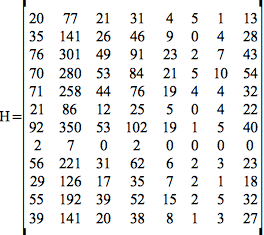 20 77 21 31 4 5 1 13
35 141 26 46 9 0 4 28
76 301 49 91 23 2 7 43
70 280 53 84 21 5 10 54
71 258 44 76 19 4 4 32
H = 21 86 12 25 5 0 4 22
92 350 53 102 19 1 5 40
2 7 0 2 0 0 0 0
56 221 31 62 6 2 3 23
29 126 17 35 7 2 1 18
55 192 39 52 15 2 5 32
39 141 20 38 8 1 3 27